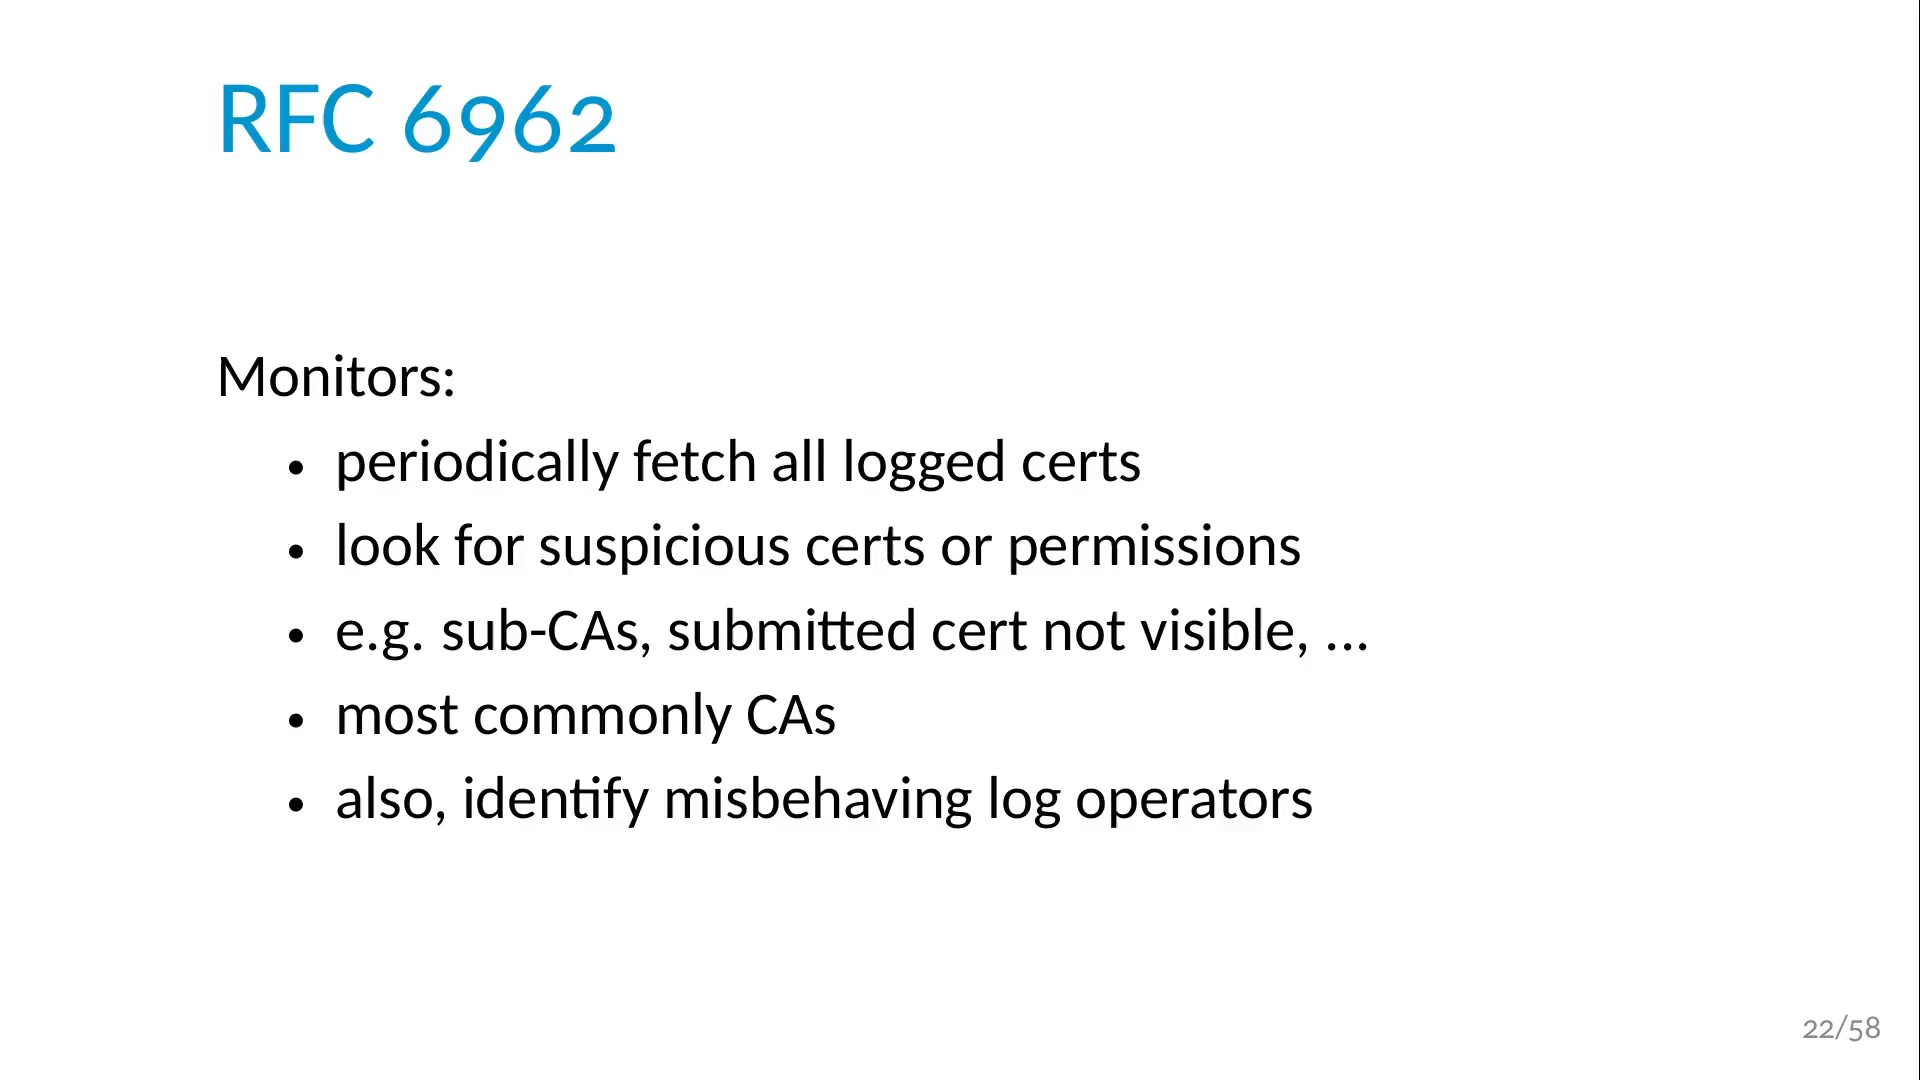 RFC 6962
Monitors:
• periodically fetch all logged certs
• look for suspicious certs or permissions
• e.g. sub-CAs, submitted cert not visible, ...
• most commonly CAs
• also, identify misbehaving log operators
22/58